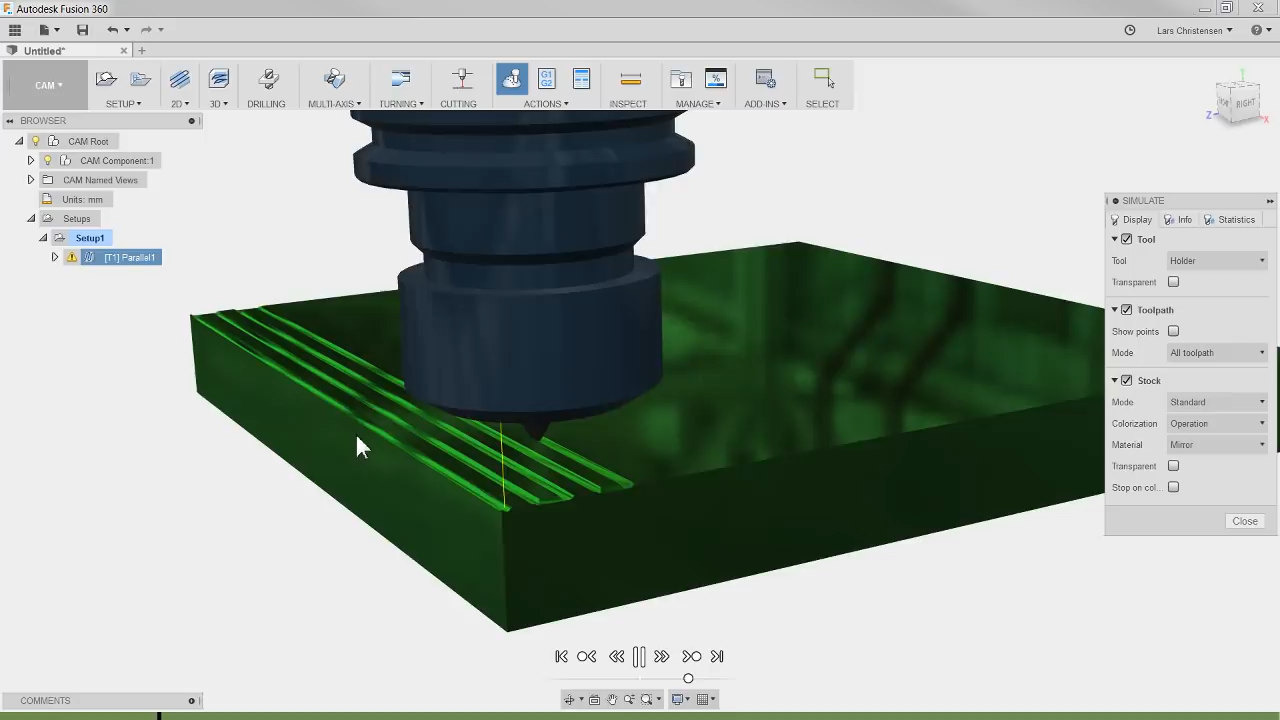 Autodesk Fusion 360
Lars Christensen
Untitled*
CAM
SETUP
2D
3D
DRILLING
MULTI-AXIS
TURNING
CUTTING
G1
G2
ACTIONS
INSPECT
MANAGE
ADD-INS
SELECT
BROWSER
CAM Root
CAM Component:1
CAM Named Views
Units: mm
Setups
Setup1
[T1] Parallel1
RIGHT
Z
X
SIMULATE
Display
Info
Statistics
Tool
Tool Holder
Transparent
Toolpath
Show points
Mode All toolpath
Stock
Mode Standard
Colorization Operation
Material Mirror
Transparent
Stop on col...
Close
COMMENTS